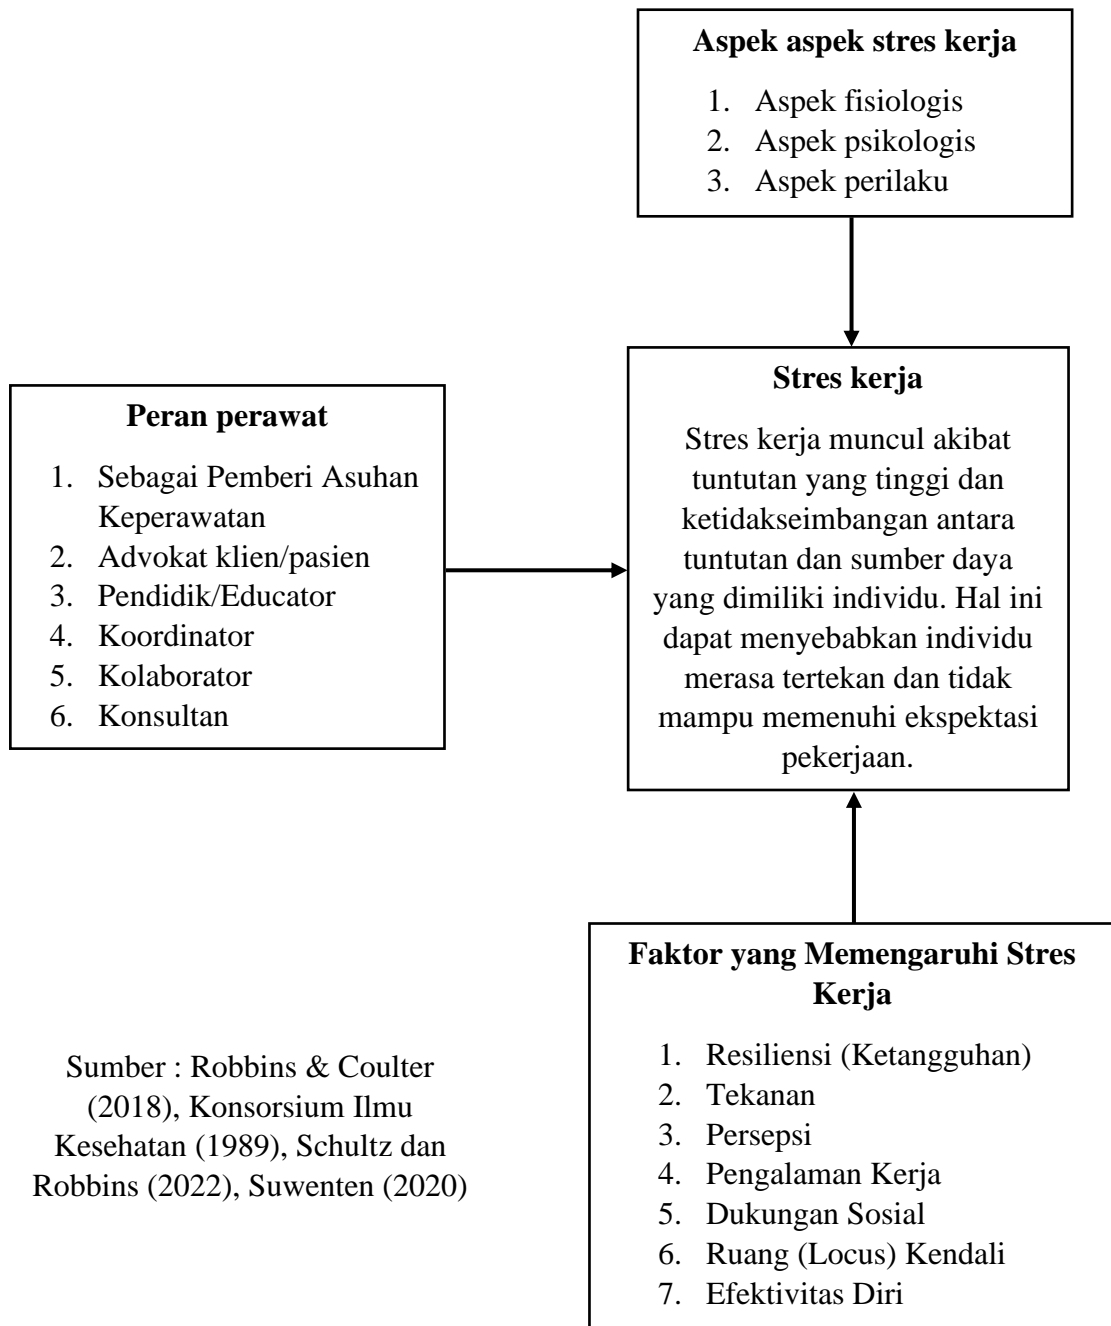 Aspek aspek stres kerja
1. Aspek fisiologis
2. Aspek psikologis
3. Aspek perilaku
Peran perawat
1. Sebagai Pemberi Asuhan
Keperawatan
2. Advokat klien/pasien
3. Pendidik/Educator
4. Koordinator
5. Kolaborator
6. Konsultan
Stres kerja
Stres kerja muncul akibat
tuntutan yang tinggi dan
ketidakseimbangan antara
tuntutan dan sumber daya
yang dimiliki individu. Hal ini
dapat menyebabkan individu
merasa tertekan dan tidak
mampu memenuhi ekspektasi
pekerjaan.
Faktor yang Memengaruhi Stres
Kerja
1. Resiliensi (Ketangguhan)
2. Tekanan
3. Persepsi
4. Pengalaman Kerja
5. Dukungan Sosial
6. Ruang (Locus) Kendali
7. Efektivitas Diri
Sumber : Robbins & Coulter
(2018), Konsorsium Ilmu
Kesehatan (1989), Schultz dan
Robbins (2022), Suwenten (2020)